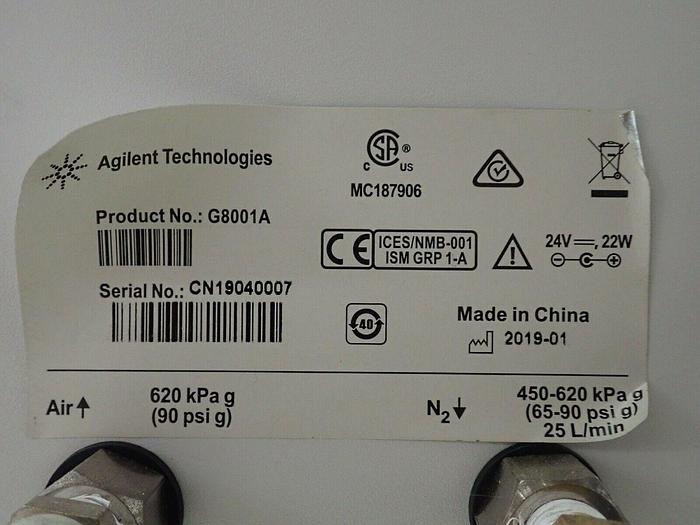 Agilent Technologies
CSA® US
MC187906
Product No.: G8001A
CE ICES/NMB-001
ISM GRP 1-A
24V⎓, 22W
Serial No.: CN19040007
40
Made in China
2019-01
Air↑ 620 kPa g
(90 psi g)
N2↓ 450-620 kPa g
(65-90 psi g)
25 L/min